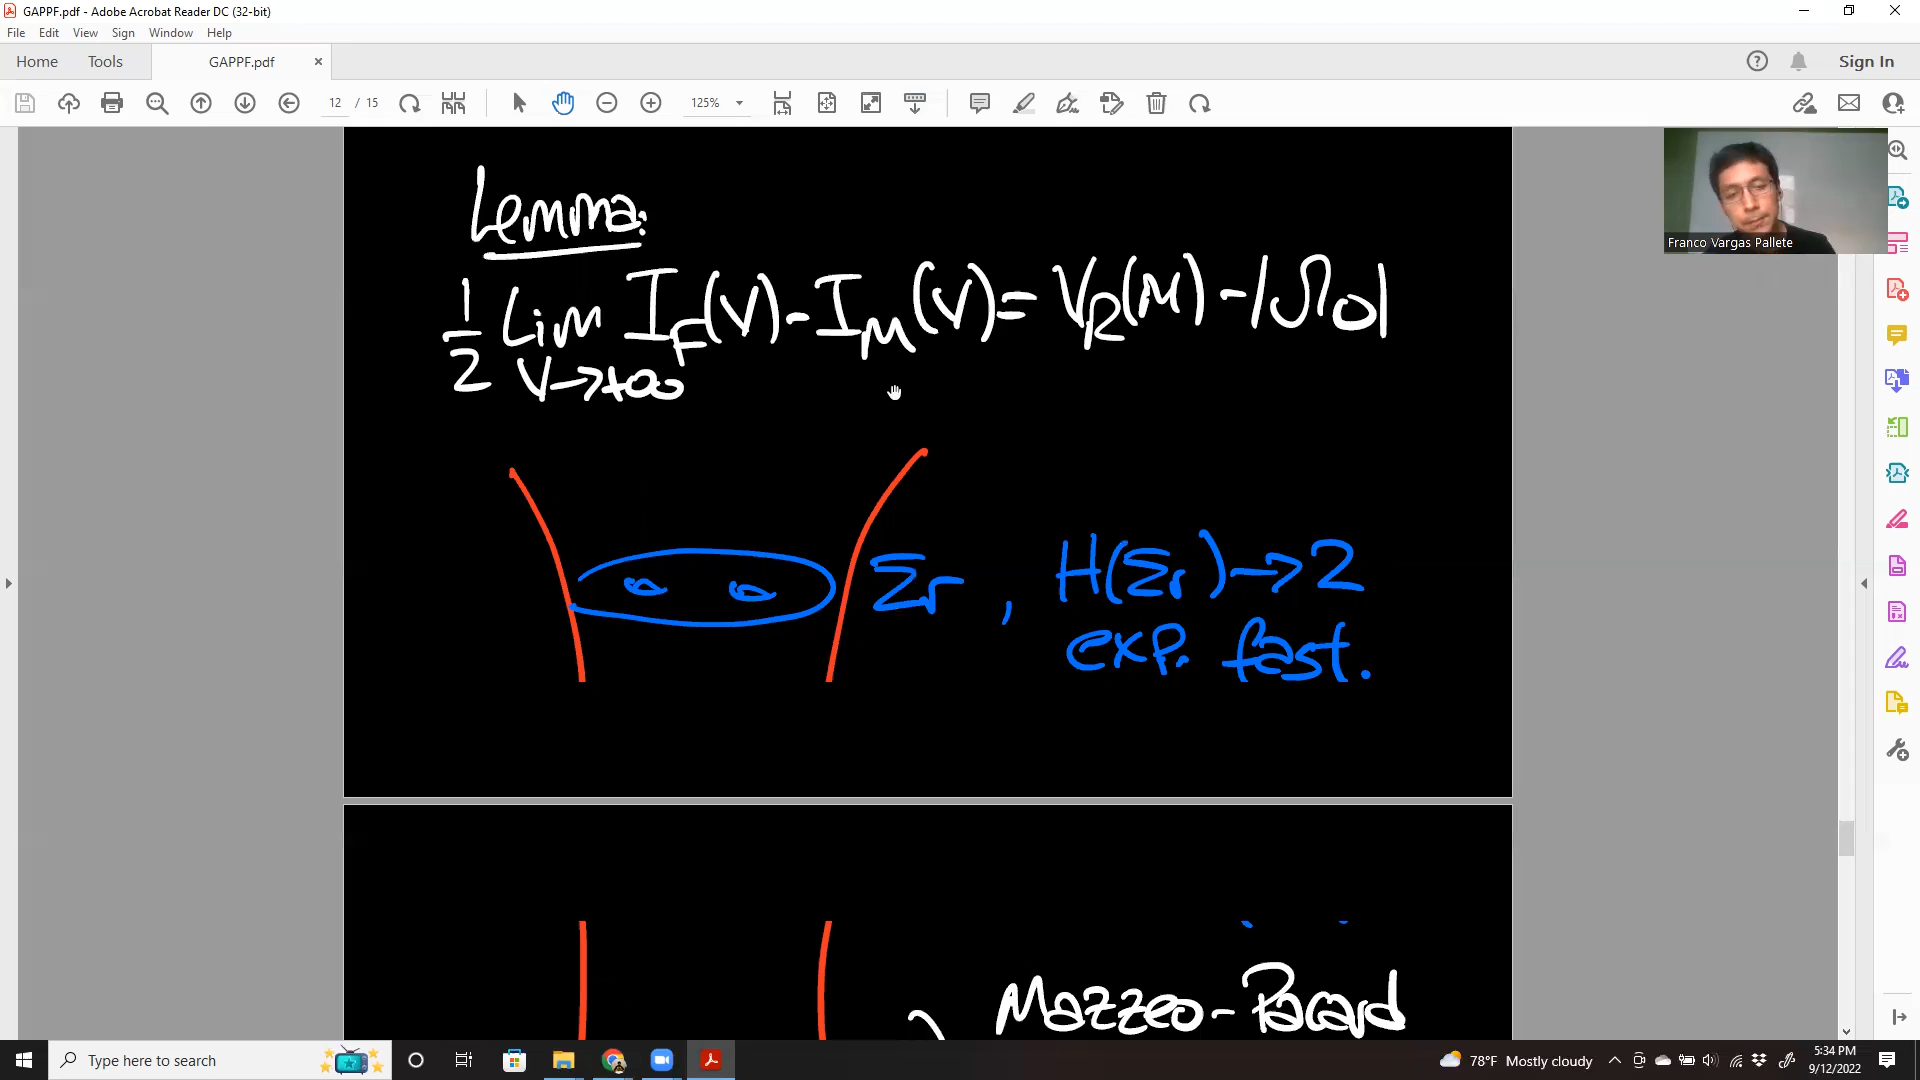 GAPPF.pdf - Adobe Acrobat Reader DC (32-bit)
File Edit View Sign Window Help
Home Tools GAPPF.pdf × Sign In
12 / 15 125%
Franco Vargas Pallete
Lemma:
1/2 Lim V→+∞ I_F(V) - I_M(V) = V_R(M) - |Ω_0|
Σr , H(Σr) → 2
exp. fast.
Mazzeo-Pacard
Type here to search
78°F Mostly cloudy
5:34 PM
9/12/2022